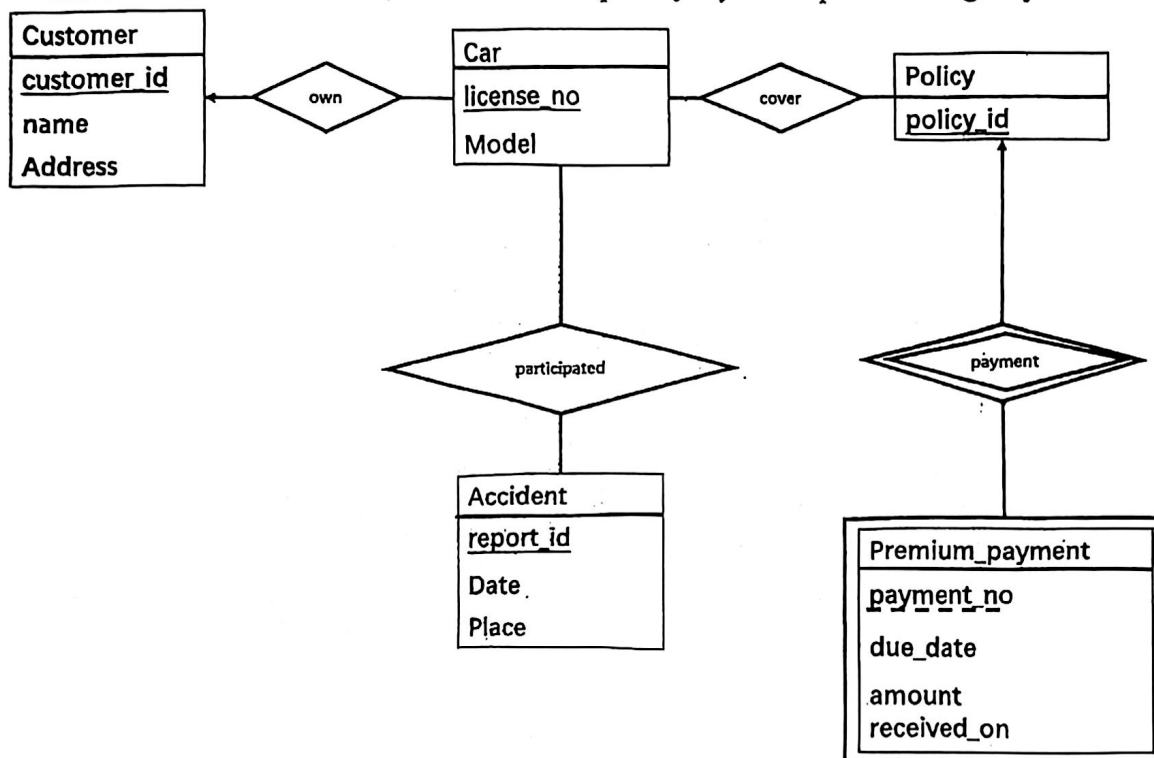 Customer
customer_id
name
Address
own
Car
license_no
Model
cover
Policy
policy_id
participated
payment
Accident
report_id
Date
Place
Premium_payment
payment_no
due_date
amount
received_on